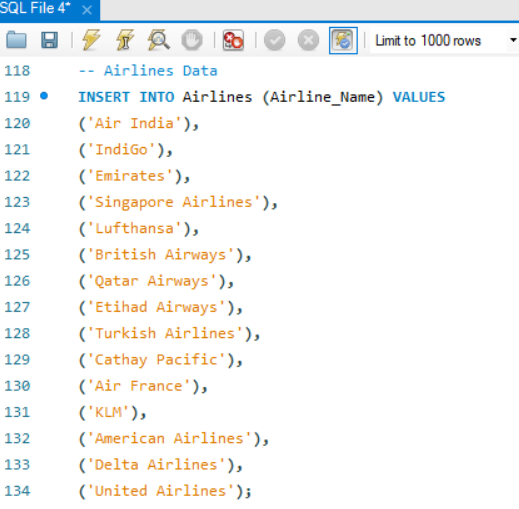 SQL File 4* ×
Limit to 1000 rows
118 -- Airlines Data
119 INSERT INTO Airlines (Airline_Name) VALUES
120 ('Air India'),
121 ('IndiGo'),
122 ('Emirates'),
123 ('Singapore Airlines'),
124 ('Lufthansa'),
125 ('British Airways'),
126 ('Qatar Airways'),
127 ('Etihad Airways'),
128 ('Turkish Airlines'),
129 ('Cathay Pacific'),
130 ('Air France'),
131 ('KLM'),
132 ('American Airlines'),
133 ('Delta Airlines'),
134 ('United Airlines');